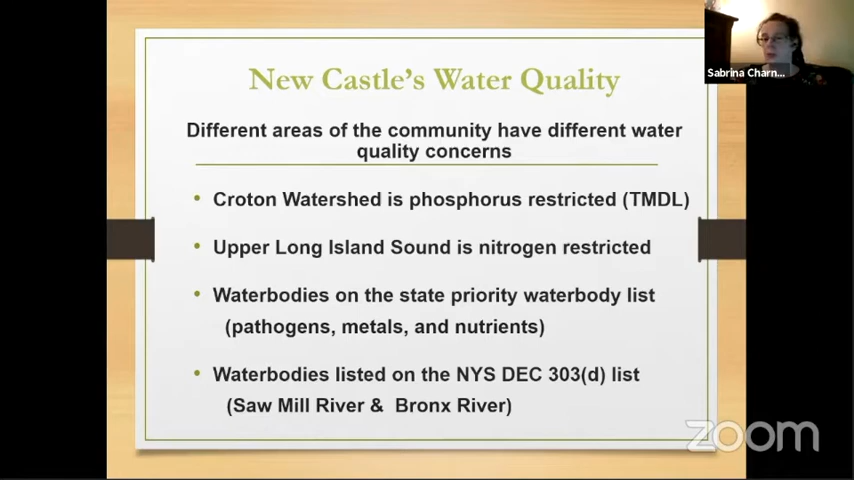 New Castle's Water Quality
Different areas of the community have different water
quality concerns
• Croton Watershed is phosphorus restricted (TMDL)
• Upper Long Island Sound is nitrogen restricted
• Waterbodies on the state priority waterbody list
(pathogens, metals, and nutrients)
• Waterbodies listed on the NYS DEC 303(d) list
(Saw Mill River & Bronx River)
Sabrina Charn...
zoom